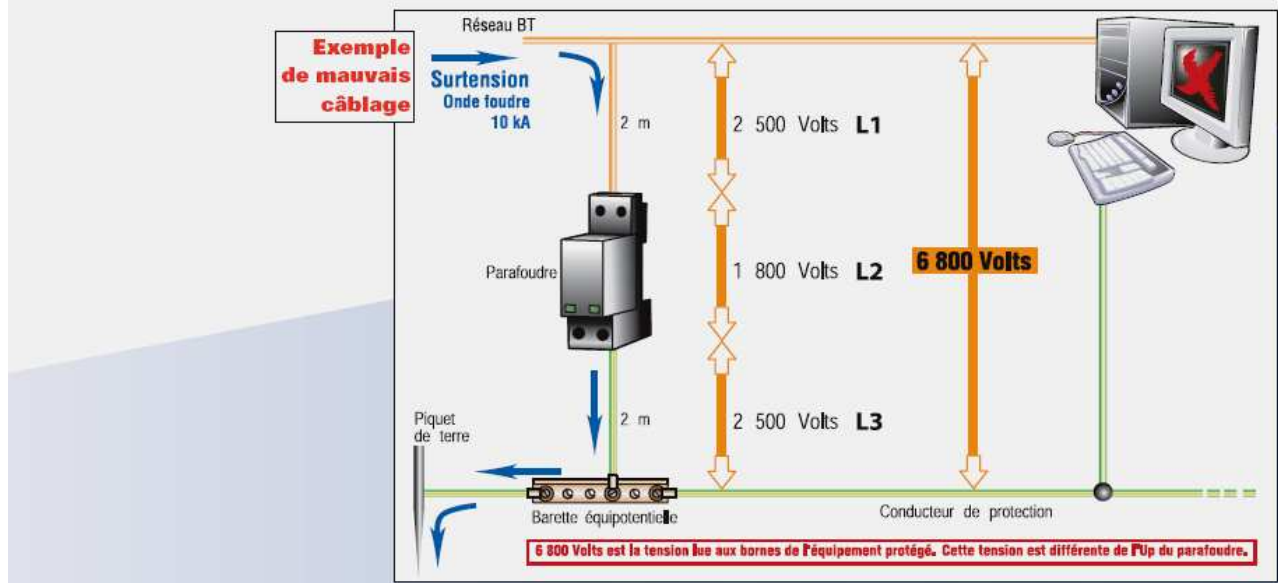 Réseau BT
Exemple
de mauvais
câblage
Surtension
Onde foudre
10 kA
2 m
2 500 Volts L1
Parafoudre
1 800 Volts L2
6 800 Volts
2 m
2 500 Volts L3
Piquet
de terre
Barette équipotentielle
Conducteur de protection
6 800 Volts est la tension lue aux bornes de l'équipement protégé. Cette tension est différente de l'Up du parafoudre.